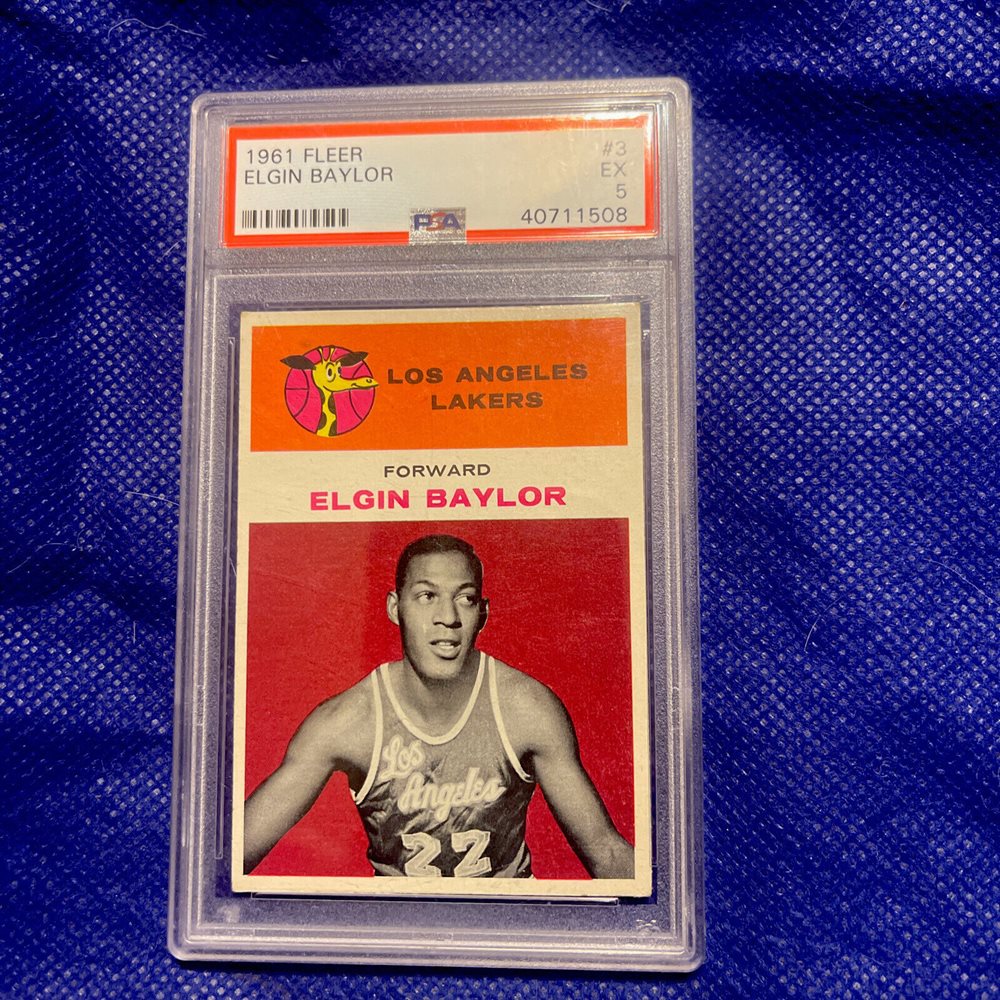 1961 FLEER #3
ELGIN BAYLOR EX
5
PSA 40711508
LOS ANGELES
LAKERS
FORWARD
ELGIN BAYLOR
Los
Angeles
22